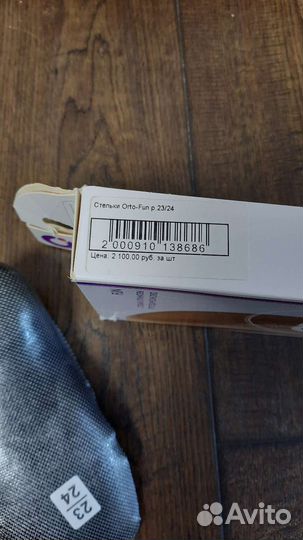 Стельки Orto-Fun р 23/24
2 000910 138686
Цена: 2 100,00 руб. за шт
23
24
Avito